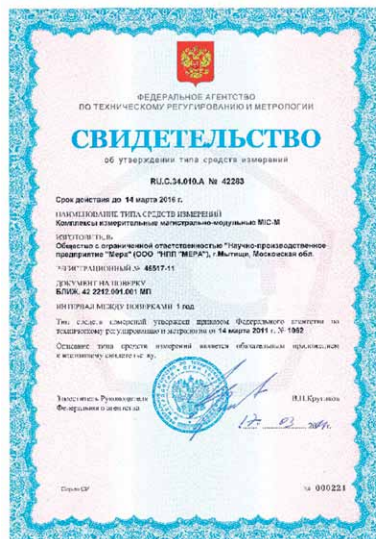 ФЕДЕРАЛЬНОЕ АГЕНТСТВО
ПО ТЕХНИЧЕСКОМУ РЕГУЛИРОВАНИЮ И МЕТРОЛОГИИ
СВИДЕТЕЛЬСТВО
об утверждении типа средств измерений
RU.C.34.010.A № 42283
Срок действия до 14 марта 2016 г.
НАИМЕНОВАНИЕ ТИПА СРЕДСТВ ИЗМЕРЕНИЙ
Комплексы измерительные магистрально-модульные MIC-M
ИЗГОТОВИТЕЛЬ
Общество с ограниченной ответственностью "Научно-производственное
предприятие "Мера" (ООО "НПП "МЕРА"), г.Мытищи, Московская обл.
РЕГИСТРАЦИОННЫЙ № 46517-11
ДОКУМЕНТ НА ПОВЕРКУ
БЛИЖ. 42 2212.001.001 МП
ИНТЕРВАЛ МЕЖДУ ПОВЕРКАМИ 1 год
Тип средств измерений утвержден приказом Федерального агентства по
техническому регулированию и метрологии от 14 марта 2011 г. № 1062
Описание типа средств измерений является обязательным приложением
к настоящему свидетельству.
Заместитель Руководителя
Федерального агентства
В.Н.Крутиков
17 03 2011г.
Серия СИ
№ 000221